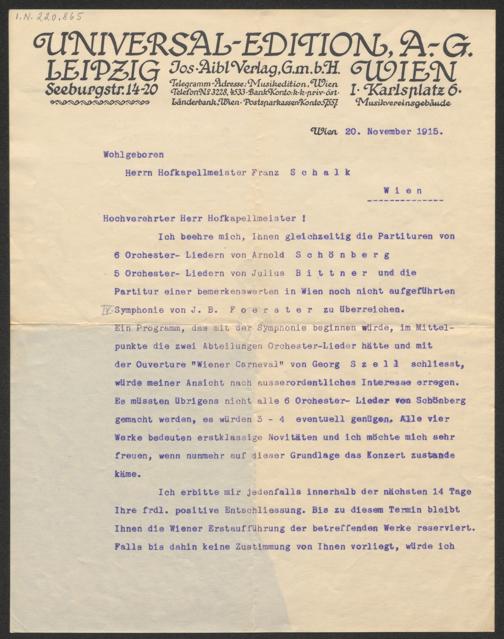 I.N. 220.865
UNIVERSAL-EDITION, A.-G.
LEIPZIG Jos. Aibl Verlag, G.m.b.H. WIEN
Seeburgstr. 14-20 Telegramm-Adresse: Musikedition, Wien I. Karlsplatz 6.
Telefon Nº 3228, 4533 · Bank Konto: k.k. priv. öst.
Länderbank, Wien · Postsparkassen Konto Musikvereinsgebäude
Wien 20. November 1915.
Wohlgeboren
Herrn Hofkapellmeister Franz S c h a l k
W i e n
Hochverehrter Herr Hofkapellmeister !
Ich beehre mich, Ihnen gleichzeitig die Partituren von
6 Orchester- Liedern von Arnold S c h ö n b e r g
5 Orchester- Liedern von Julius B i t t n e r und die
Partitur einer bemerkenswerten in Wien noch nicht aufgeführten
IV. Symphonie von J. B. F o e r s t e r zu überreichen.
Ein Programm, das mit der Symphonie beginnen würde, im Mittel-
punkte die zwei Abteilungen Orchester-Lieder hätte und mit
der Ouverture "Wiener Carneval" von Georg S z e l l schliesst,
würde meiner Ansicht nach ausserordentliches Interesse erregen.
Es müssten übrigens nicht alle 6 Orchester- Lieder von Schönberg
gemacht werden, es würden 3 - 4 eventuell genügen. Alle vier
Werke bedeuten erstklassige Novitäten und ich möchte mich sehr
freuen, wenn nunmehr auf dieser Grundlage das Konzert zustande
käme.
Ich erbitte mir jedenfalls innerhalb der nächsten 14 Tage
Ihre frdl. positive Entschliessung. Bis zu diesem Termin bleibt
Ihnen die Wiener Erstaufführung der betreffenden Werke reserviert.
Falls bis dahin keine Zustimmung von Ihnen vorliegt, würde ich